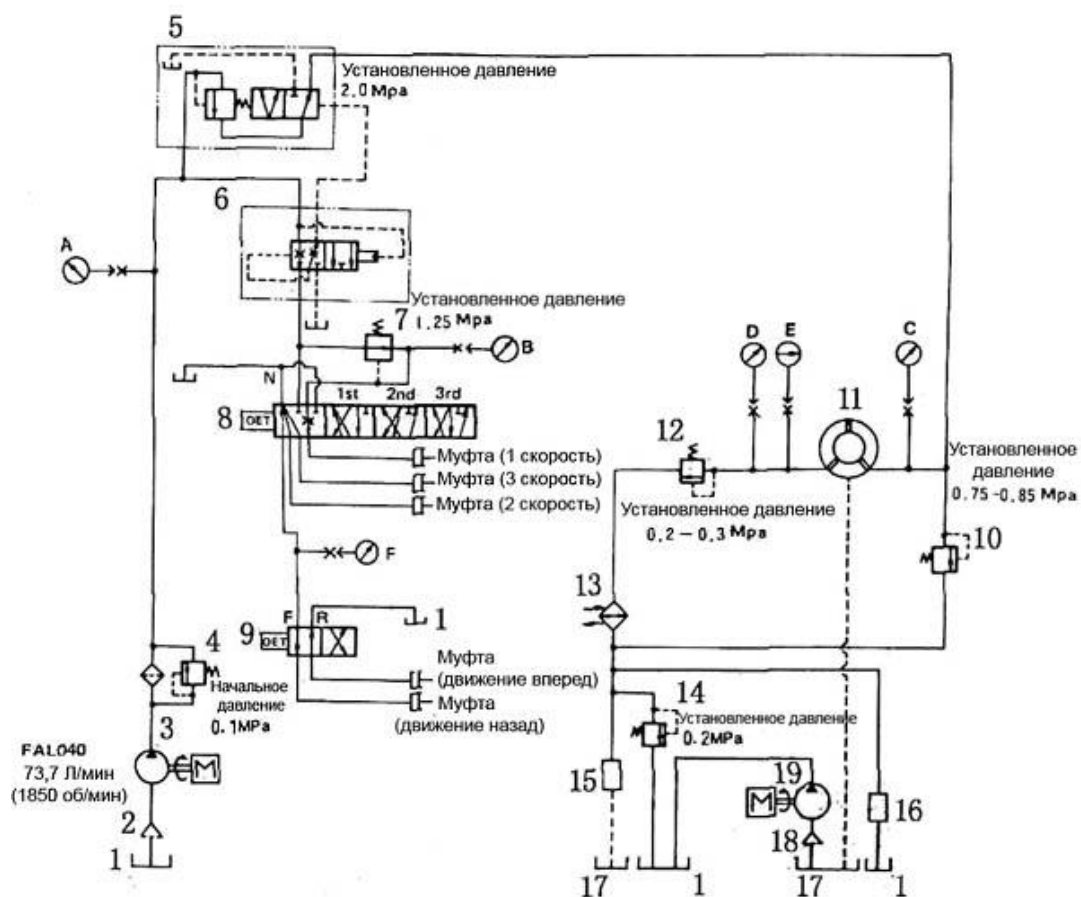 5
Установленное давление
2.0 Mpa
6
A
Установленное давление
1.25 Mpa
7
B
N
1st 2nd 3rd
8
DET
Муфта (1 скорость)
Муфта (3 скорость)
Муфта (2 скорость)
F
F R
1
9
DET
Муфта
(движение вперед)
Муфта
(движение назад)
4
Начальное
давление
0.1MPa
3
FAL040
73,7 Л/мин
(1850 об/мин)
M
2
1
D
E
C
11
12
Установленное давление
0.2-0.3 Mpa
Установленное
давление
0.75-0.85 Mpa
10
13
14
Установленное давление
0.2MPa
15
19
M
16
18
17
1
17
1